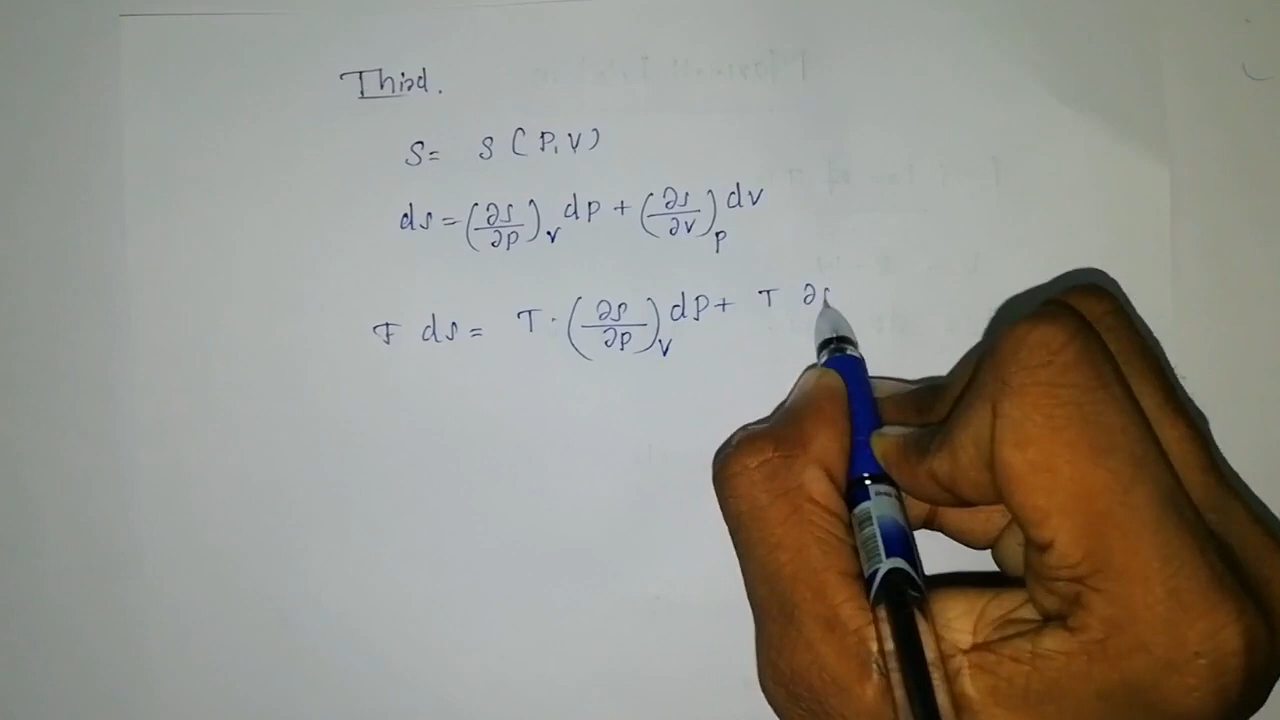 Third.
S = S (P, V)
ds = (∂s/∂p)_v dp + (∂s/∂v)_p dv
T ds = T · (∂s/∂p)_v dp + T ∂s